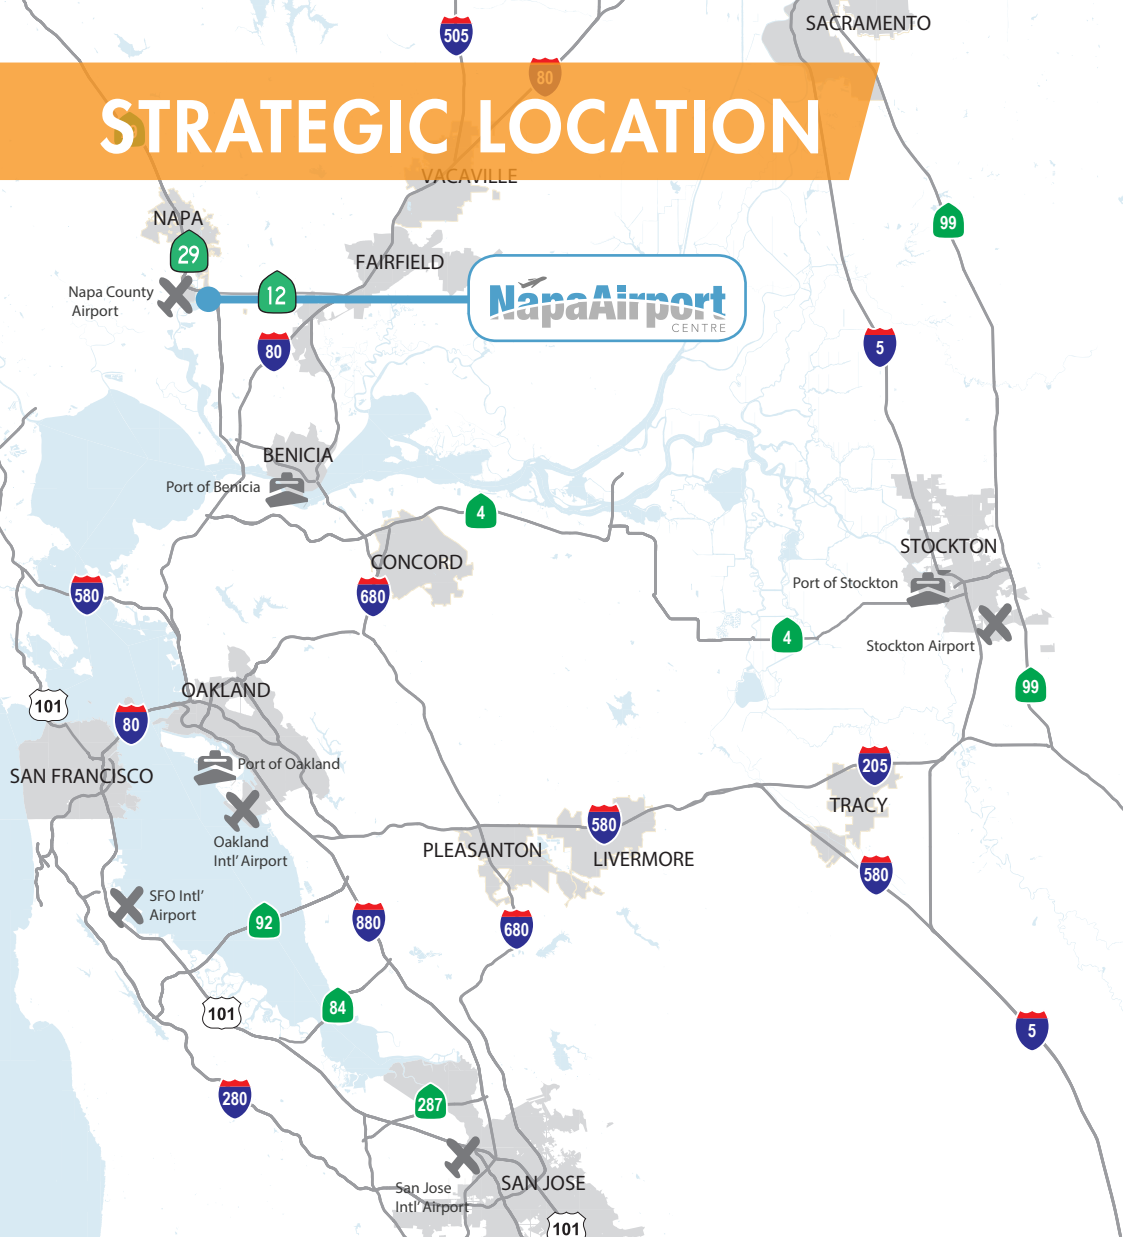 SACRAMENTO
505
80
STRATEGIC LOCATION
VACAVILLE
99
NAPA
29
FAIRFIELD
Napa County
Airport
12
NapaAirport
CENTRE
80
5
BENICIA
Port of Benicia
4
STOCKTON
CONCORD
Port of Stockton
580
680
4
Stockton Airport
99
OAKLAND
101
80
SAN FRANCISCO
Port of Oakland
205
TRACY
580
Oakland
Intl' Airport
PLEASANTON
LIVERMORE
580
SFO Intl'
Airport
92
880
680
84
101
5
280
287
San Jose
Intl' Airport
SAN JOSE
101